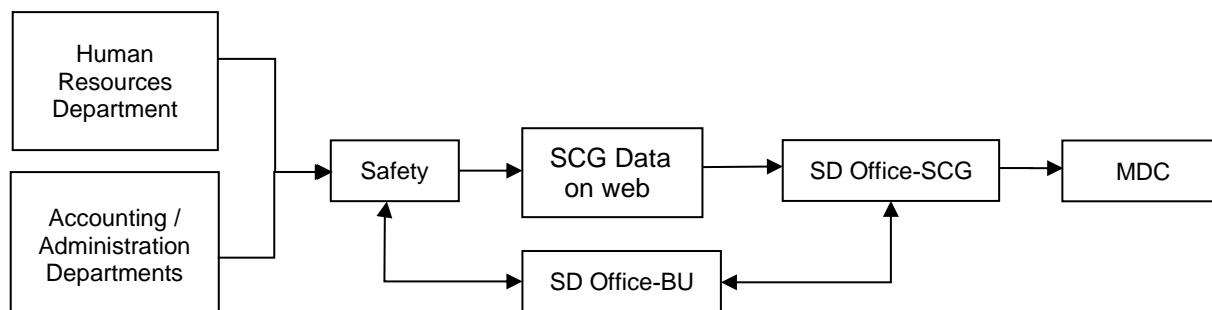 Human
Resources
Department
Accounting /
Administration
Departments
Safety
SCG Data
on web
SD Office-BU
SD Office-SCG
MDC